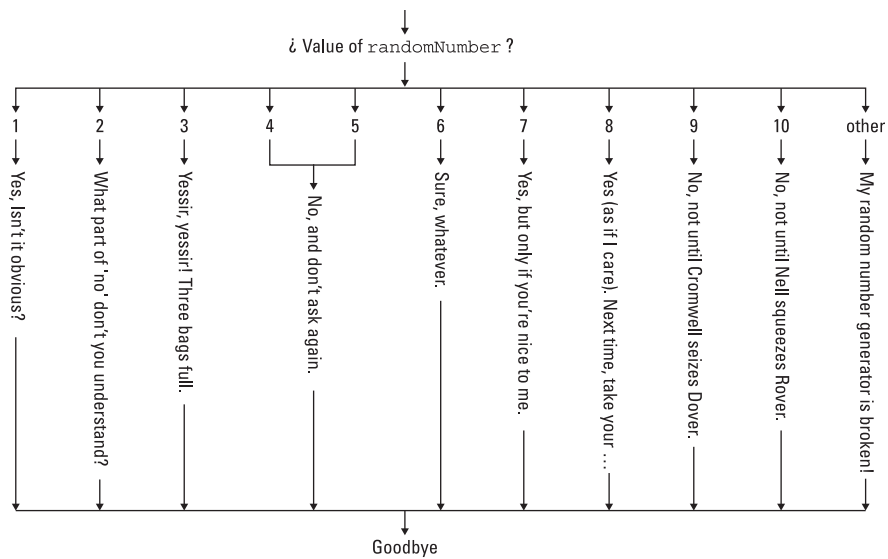 ¿ Value of randomNumber ?
1
2
3
4
5
6
7
8
9
10
other
Yes, Isn't it obvious?
What part of 'no' don't you understand?
Yessir, yessir! Three bags full.
No, and don't ask again.
Sure, whatever.
Yes, but only if you're nice to me.
Yes (as if I care). Next time, take your ...
No, not until Cromwell seizes Dover.
No, not until Nell squeezes Rover.
My random number generator is broken!
Goodbye